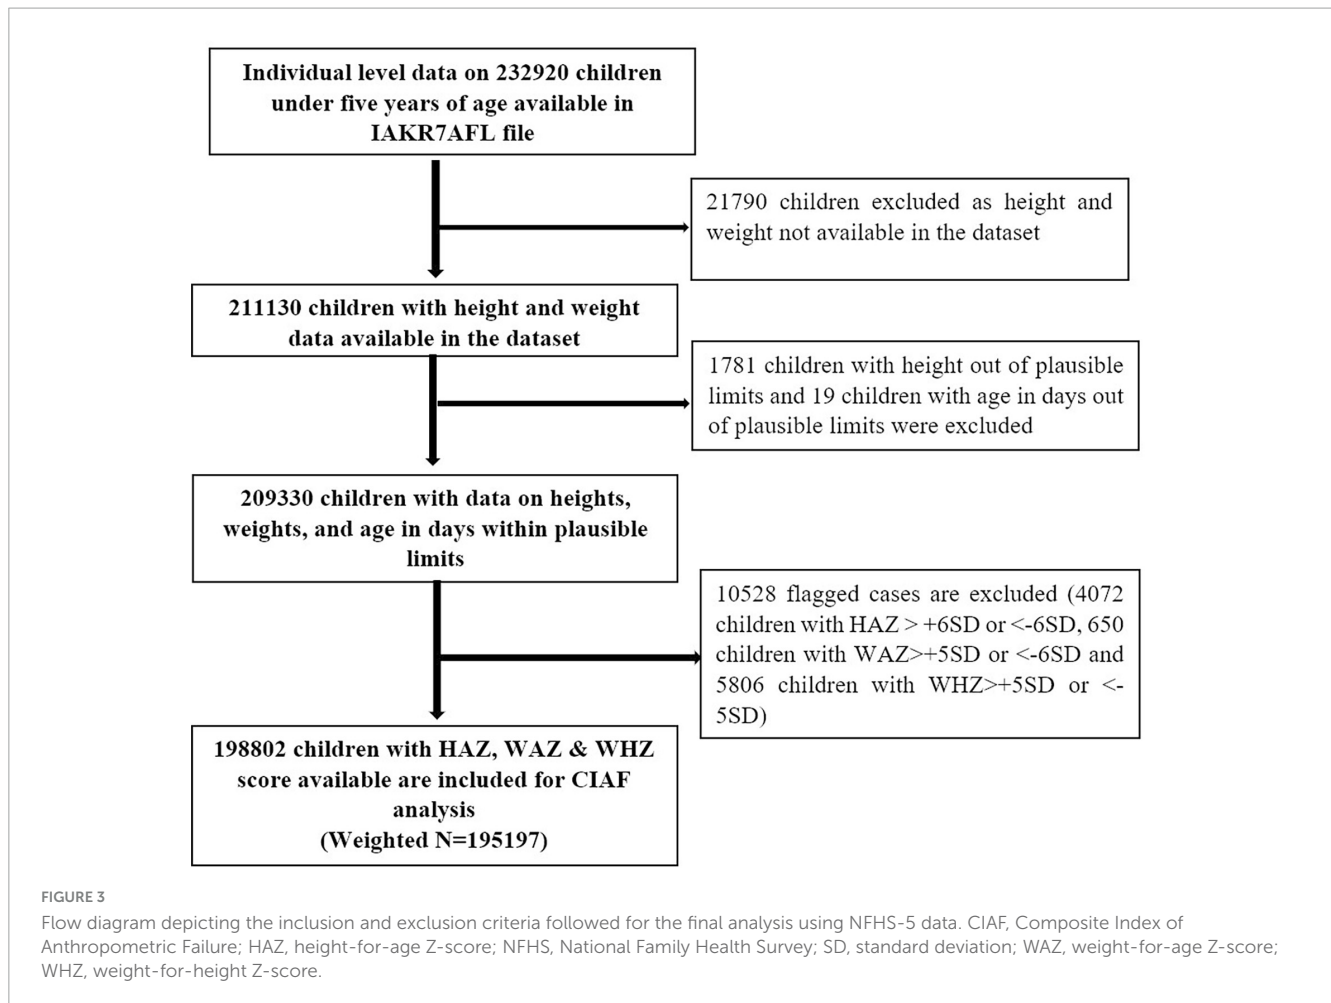 Individual level data on 232920 children
under five years of age available in
IAKR7AFL file
21790 children excluded as height and
weight not available in the dataset
211130 children with height and weight
data available in the dataset
1781 children with height out of plausible
limits and 19 children with age in days out
of plausible limits were excluded
209330 children with data on heights,
weights, and age in days within plausible
limits
10528 flagged cases are excluded (4072
children with HAZ > +6SD or <-6SD, 650
children with WAZ>+5SD or <-6SD and
5806 children with WHZ>+5SD or <-
5SD)
198802 children with HAZ, WAZ & WHZ
score available are included for CIAF
analysis
(Weighted N=195197)
FIGURE 3
Flow diagram depicting the inclusion and exclusion criteria followed for the final analysis using NFHS-5 data. CIAF, Composite Index of
Anthropometric Failure; HAZ, height-for-age Z-score; NFHS, National Family Health Survey; SD, standard deviation; WAZ, weight-for-age Z-score;
WHZ, weight-for-height Z-score.